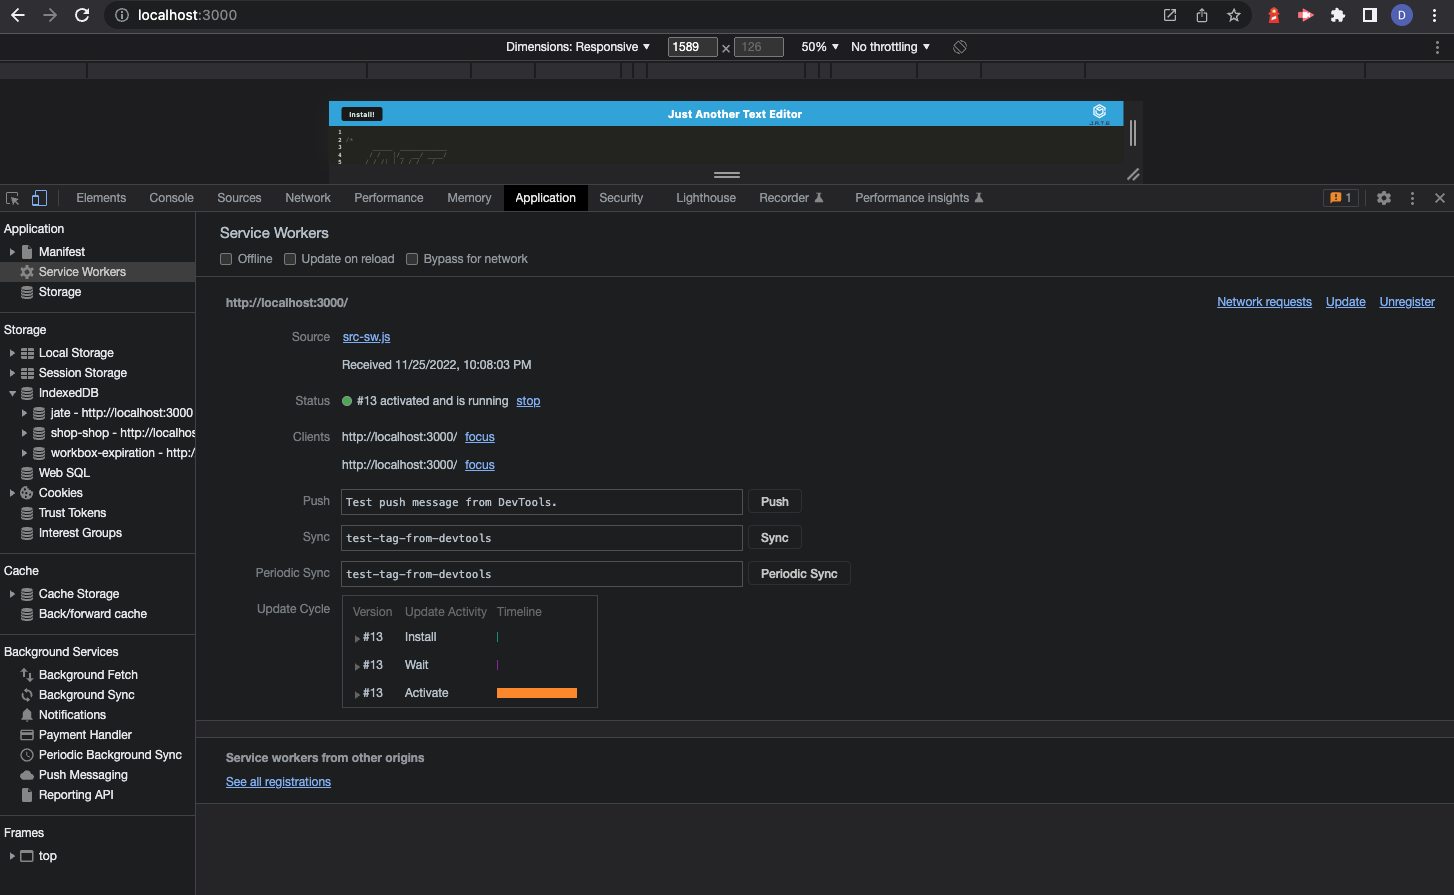 localhost:3000
D
Dimensions: Responsive 1589 × 126 50% No throttling
Install!
Just Another Text Editor
J.A.T.E
1
2 /*
3
4
5
Elements Console Sources Network Performance Memory Application Security Lighthouse Recorder Performance insights 1
Application
Manifest
Service Workers
Storage
Storage
Local Storage
Session Storage
IndexedDB
jate - http://localhost:3000
shop-shop - http://localhos
workbox-expiration - http:/
Web SQL
Cookies
Trust Tokens
Interest Groups
Cache
Cache Storage
Back/forward cache
Background Services
Background Fetch
Background Sync
Notifications
Payment Handler
Periodic Background Sync
Push Messaging
Reporting API
Frames
top
Service Workers
Offline Update on reload Bypass for network
http://localhost:3000/ Network requests Update Unregister
Source src-sw.js
Received 11/25/2022, 10:08:03 PM
Status #13 activated and is running stop
Clients http://localhost:3000/ focus
http://localhost:3000/ focus
Push Test push message from DevTools. Push
Sync test-tag-from-devtools Sync
Periodic Sync test-tag-from-devtools Periodic Sync
Update Cycle
Version Update Activity Timeline
#13 Install
#13 Wait
#13 Activate
Service workers from other origins
See all registrations